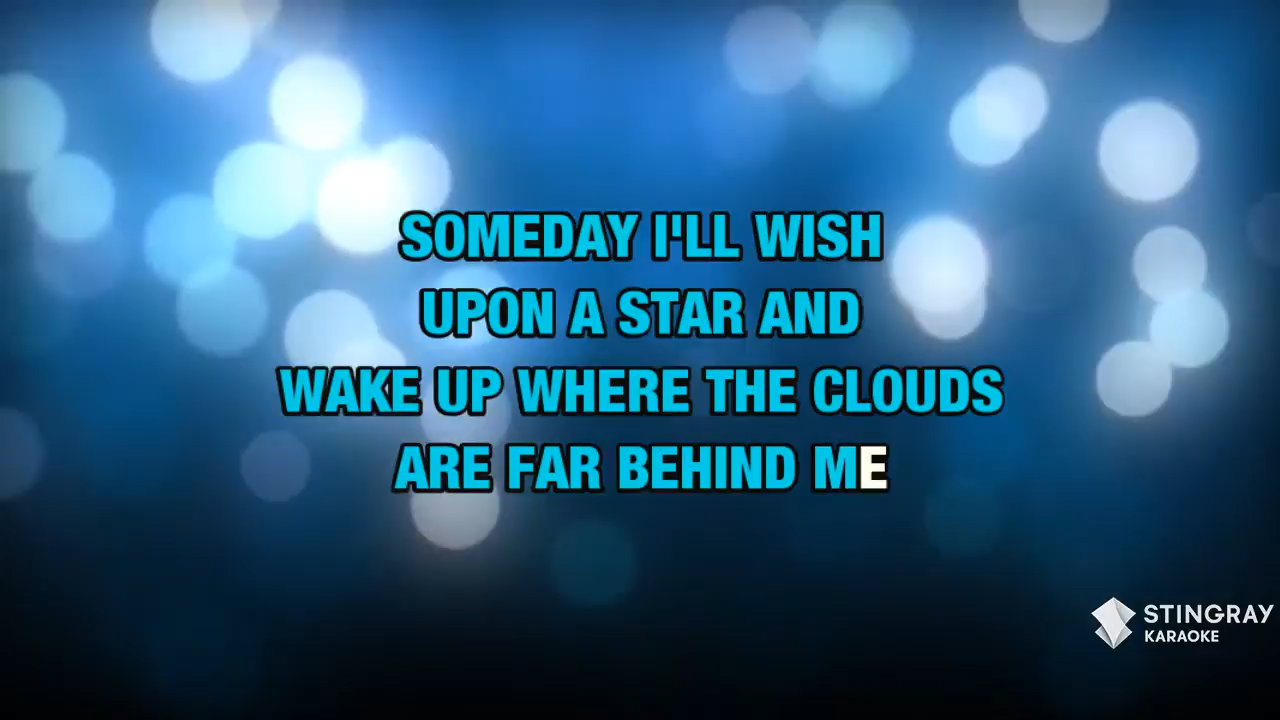 SOMEDAY I'LL WISH
UPON A STAR AND
WAKE UP WHERE THE CLOUDS
ARE FAR BEHIND ME
STINGRAY
KARAOKE